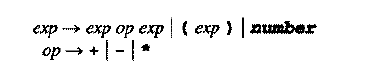 exp → exp op exp | ( exp ) | number
op → + | - | *